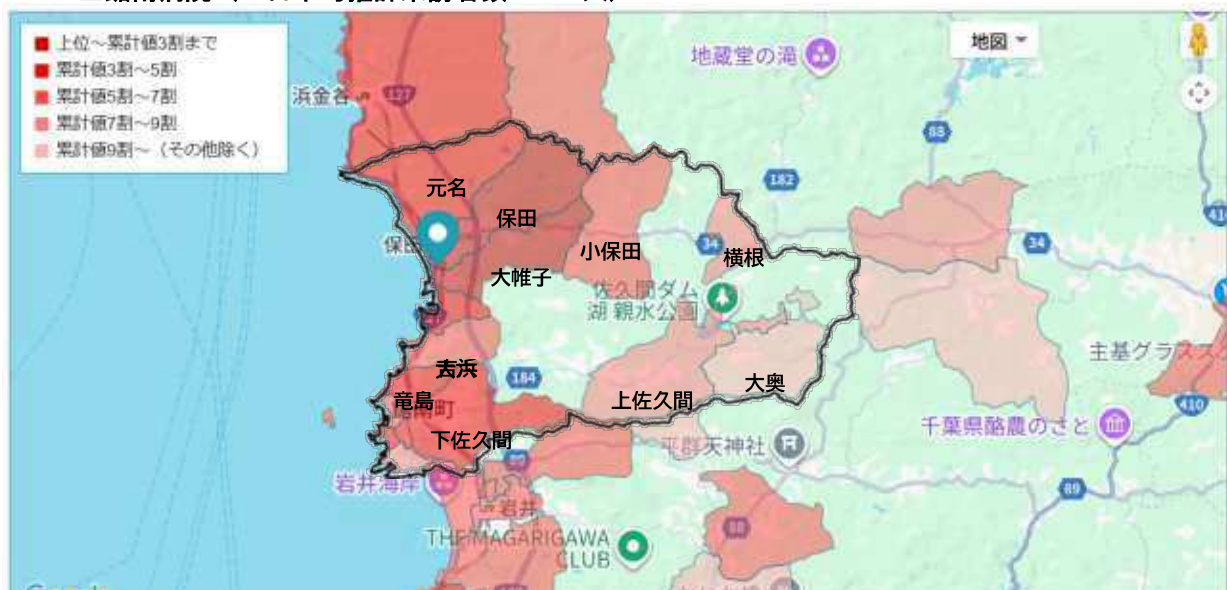 上位～累計値3割まで
累計値3割～5割
累計値5割～7割
累計値7割～9割
累計値9割～（その他除く）
地図
地蔵堂の滝
浜金谷
127
88
182
元名
保田
小保田
34
横根
34
410
大帷子
佐久間ダム
湖 親水公園
主基グラススク
吉浜
184
大奥
竜島
上佐久間
410
下佐久間
千葉県酪農のさと
平群天神社
岩井海岸
89
89
岩井
88
THE MAGARIGAWA
CLUB